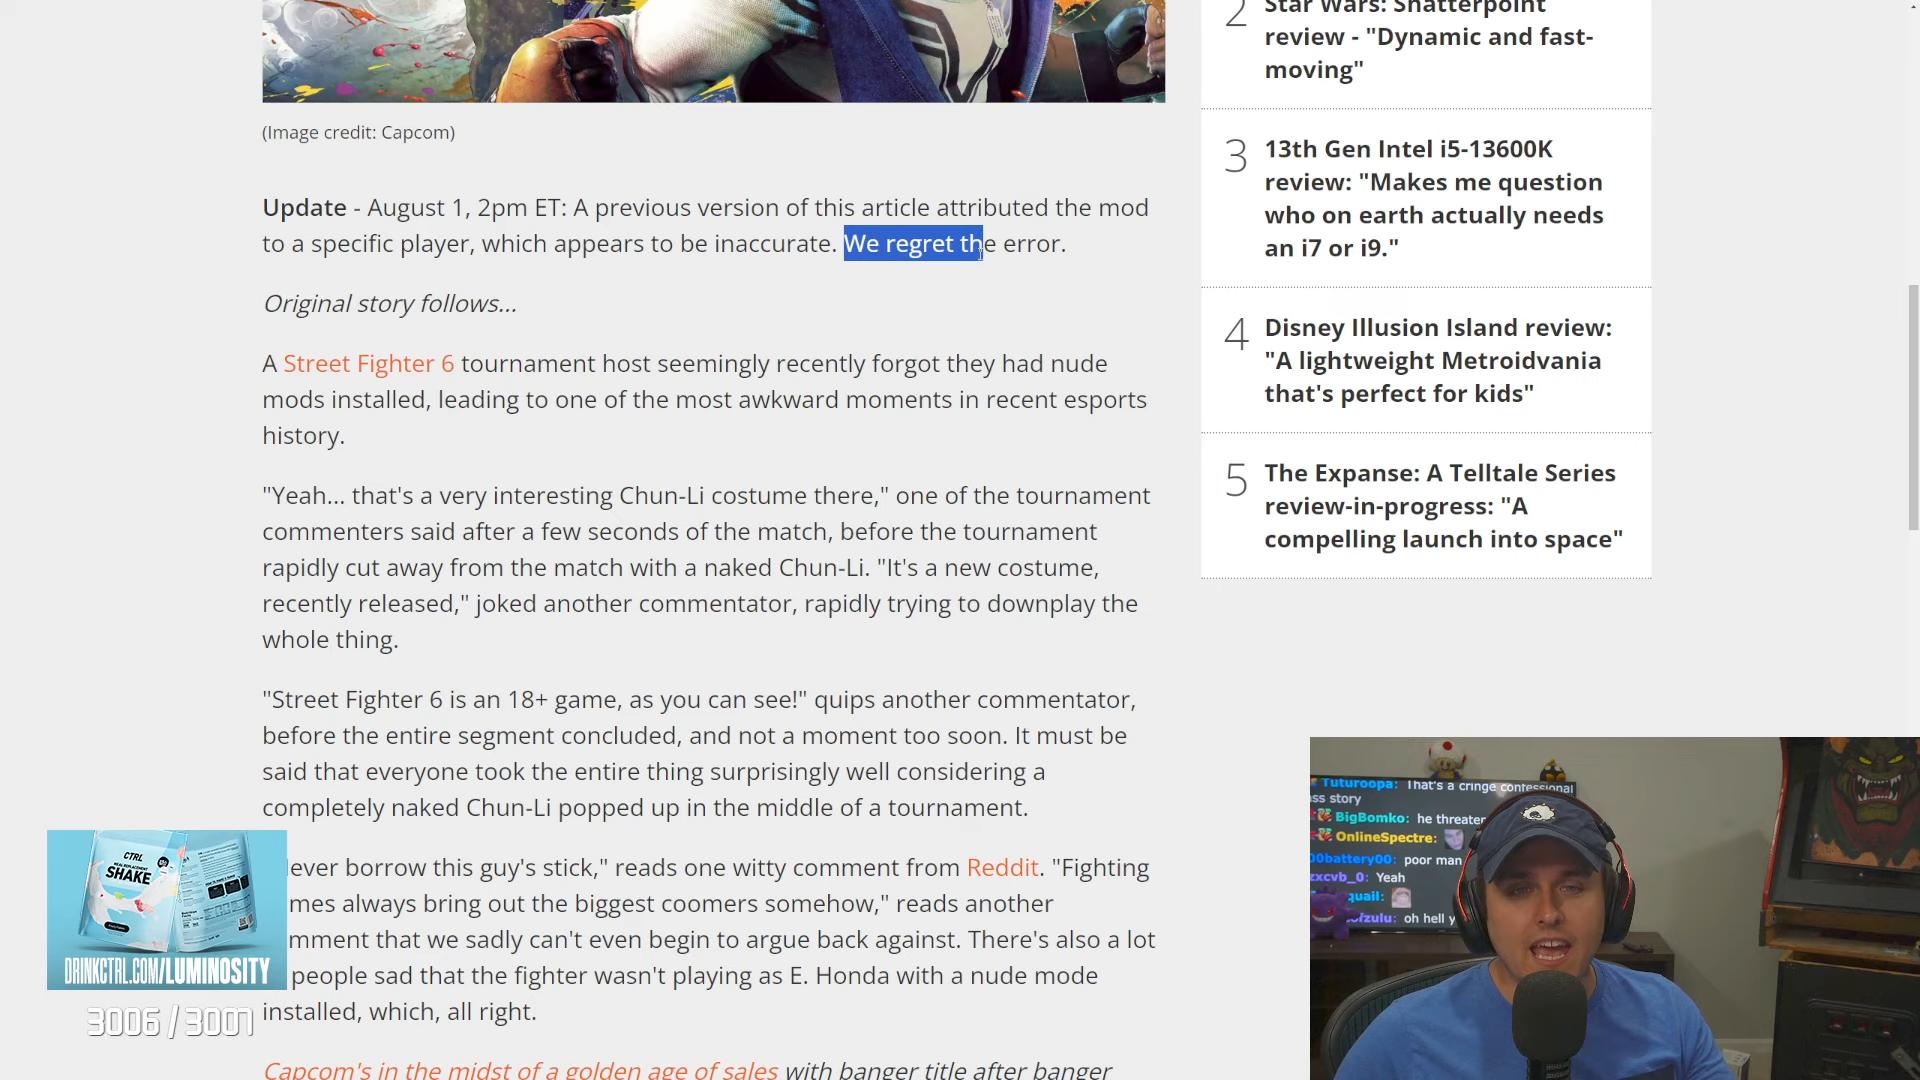 (Image credit: Capcom)
Update - August 1, 2pm ET: A previous version of this article attributed the mod
to a specific player, which appears to be inaccurate. We regret the error.
Original story follows...
A Street Fighter 6 tournament host seemingly recently forgot they had nude
mods installed, leading to one of the most awkward moments in recent esports
history.
"Yeah... that's a very interesting Chun-Li costume there," one of the tournament
commenters said after a few seconds of the match, before the tournament
rapidly cut away from the match with a naked Chun-Li. "It's a new costume,
recently released," joked another commentator, rapidly trying to downplay the
whole thing.
"Street Fighter 6 is an 18+ game, as you can see!" quips another commentator,
before the entire segment concluded, and not a moment too soon. It must be
said that everyone took the entire thing surprisingly well considering a
completely naked Chun-Li popped up in the middle of a tournament.
ever borrow this guy's stick," reads one witty comment from Reddit. "Fighting
mes always bring out the biggest coomers somehow," reads another
mment that we sadly can't even begin to argue back against. There's also a lot
people sad that the fighter wasn't playing as E. Honda with a nude mode
installed, which, all right.
Capcom's in the midst of a golden age of sales with banger title after banger
2
Star Wars: Shatterpoint
review - "Dynamic and fast-
moving"
3
13th Gen Intel i5-13600K
review: "Makes me question
who on earth actually needs
an i7 or i9."
4
Disney Illusion Island review:
"A lightweight Metroidvania
that's perfect for kids"
5
The Expanse: A Telltale Series
review-in-progress: "A
compelling launch into space"
CTRL
MEAL REPLACEMENT
SHAKE
DRINKCTRL.COM/LUMINOSITY
3006 / 3007
Tuturoopa: That's a cringe confessional
ss story
BigBomko: he threater
OnlineSpectre:
00battery00: poor man
zxcvb_0: Yeah
quail:
fzulu: oh hell y